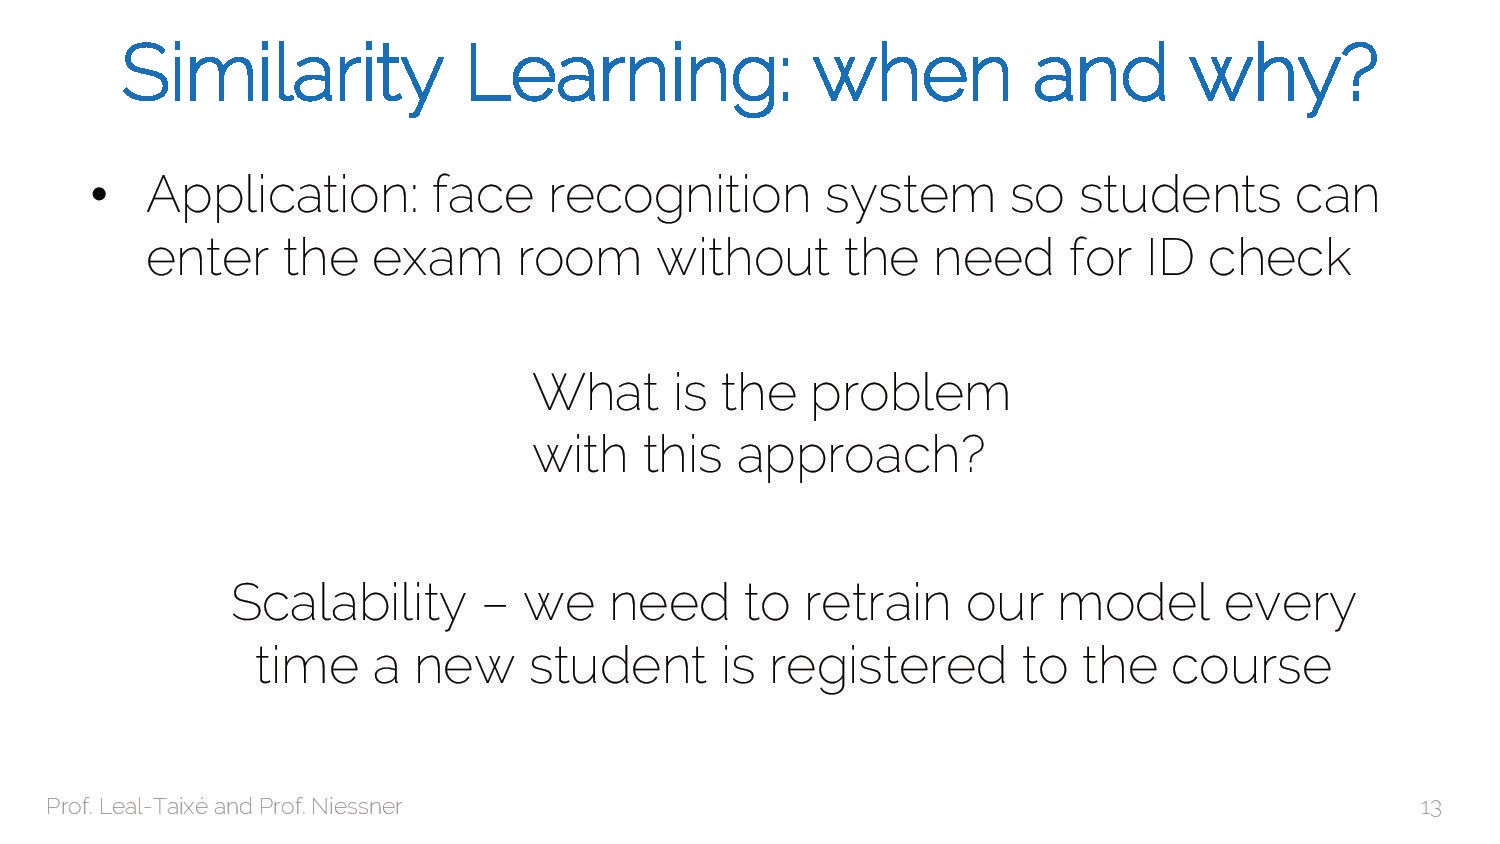 Similarity Learning: when and why?
• Application: face recognition system so students can
enter the exam room without the need for ID check
What is the problem
with this approach?
Scalability – we need to retrain our model every
time a new student is registered to the course
Prof. Leal-Taixé and Prof. Niessner
13